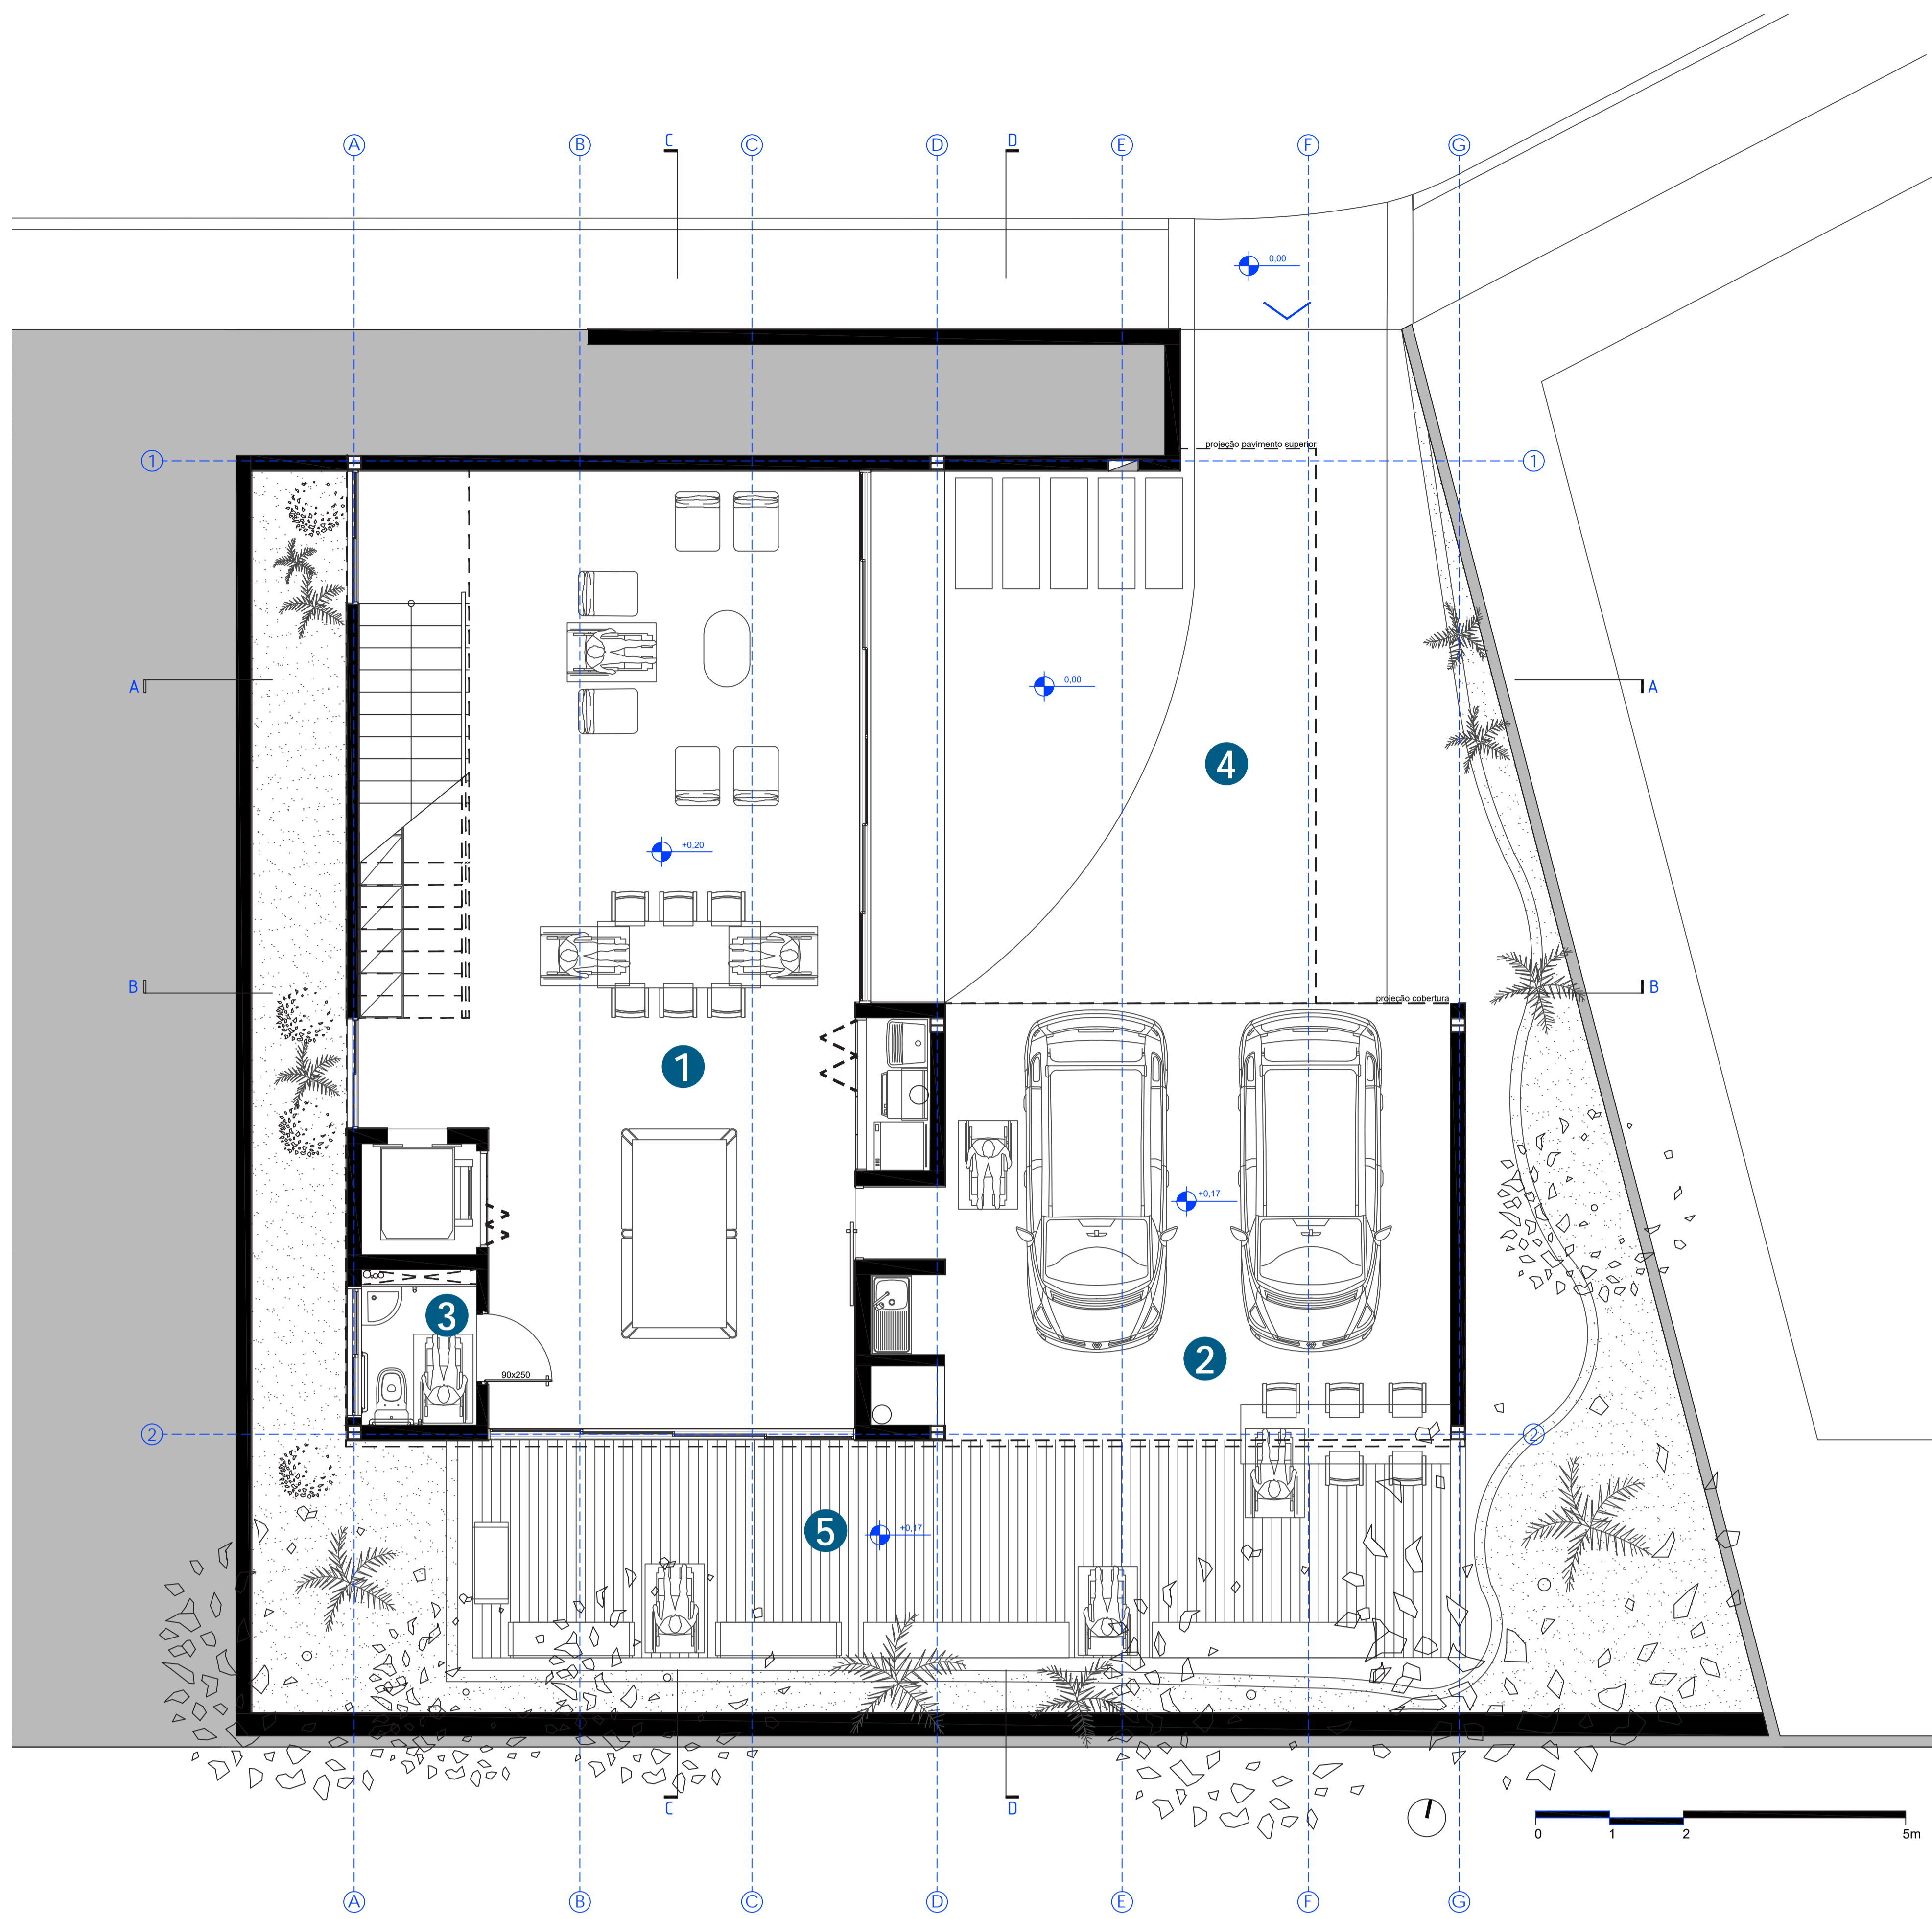 C D
A B C D E F G
0,00
projeção pavimento superior
1 1
0,00
A A
4
+0,20
B B
projeção cobertura
1
+0,17
3
2
90x250
2 2
5
+0,17
C D
0 1 2 5m
A B C D E F G